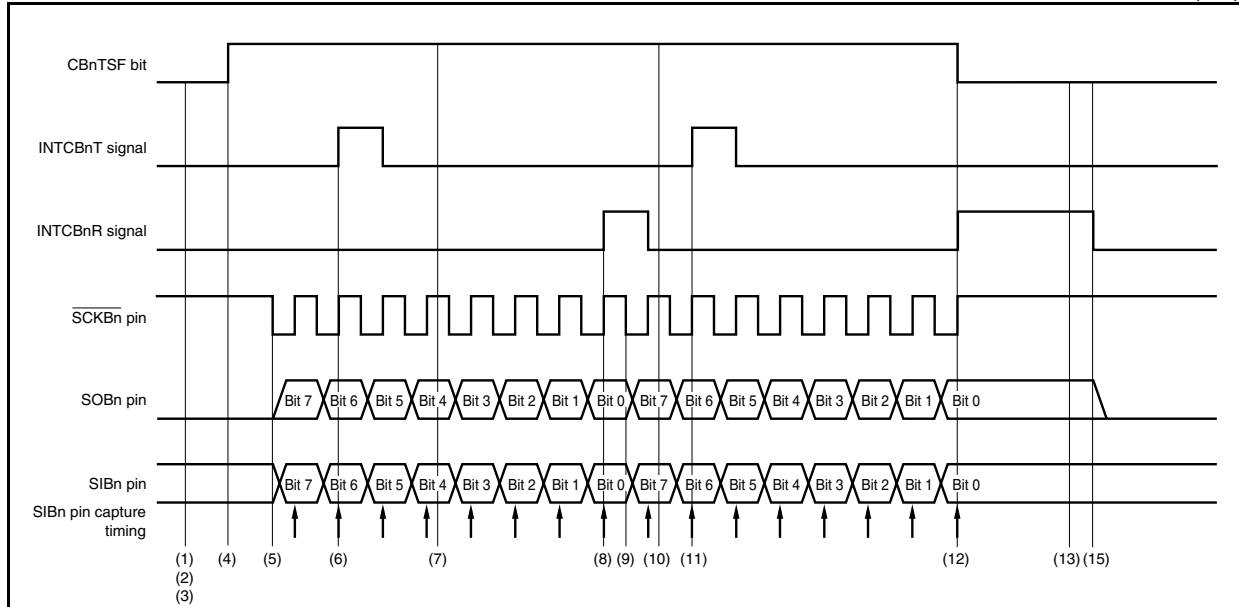 CBnTSF bit
INTCBnT signal
INTCBnR signal
SCKBn pin
SOBn pin
Bit 7 Bit 6 Bit 5 Bit 4 Bit 3 Bit 2 Bit 1 Bit 0 Bit 7 Bit 6 Bit 5 Bit 4 Bit 3 Bit 2 Bit 1 Bit 0
SIBn pin
Bit 7 Bit 6 Bit 5 Bit 4 Bit 3 Bit 2 Bit 1 Bit 0 Bit 7 Bit 6 Bit 5 Bit 4 Bit 3 Bit 2 Bit 1 Bit 0
SIBn pin capture
timing
(1) (4) (5) (6) (7) (8) (9) (10) (11) (12) (13) (15)
(2)
(3)